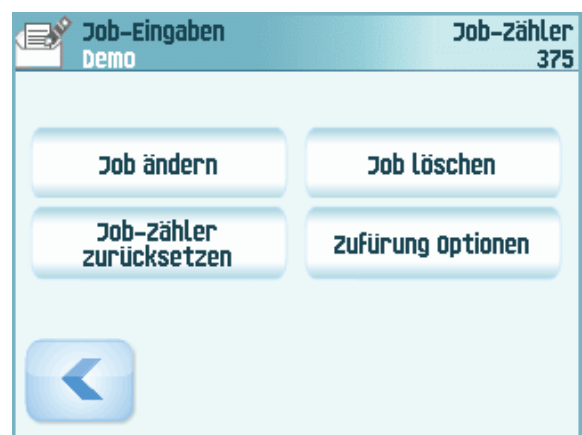 Job-Eingaben
Demo
Job-Zähler
375
Job ändern
Job löschen
Job-Zähler
zurücksetzen
Zufürung Optionen